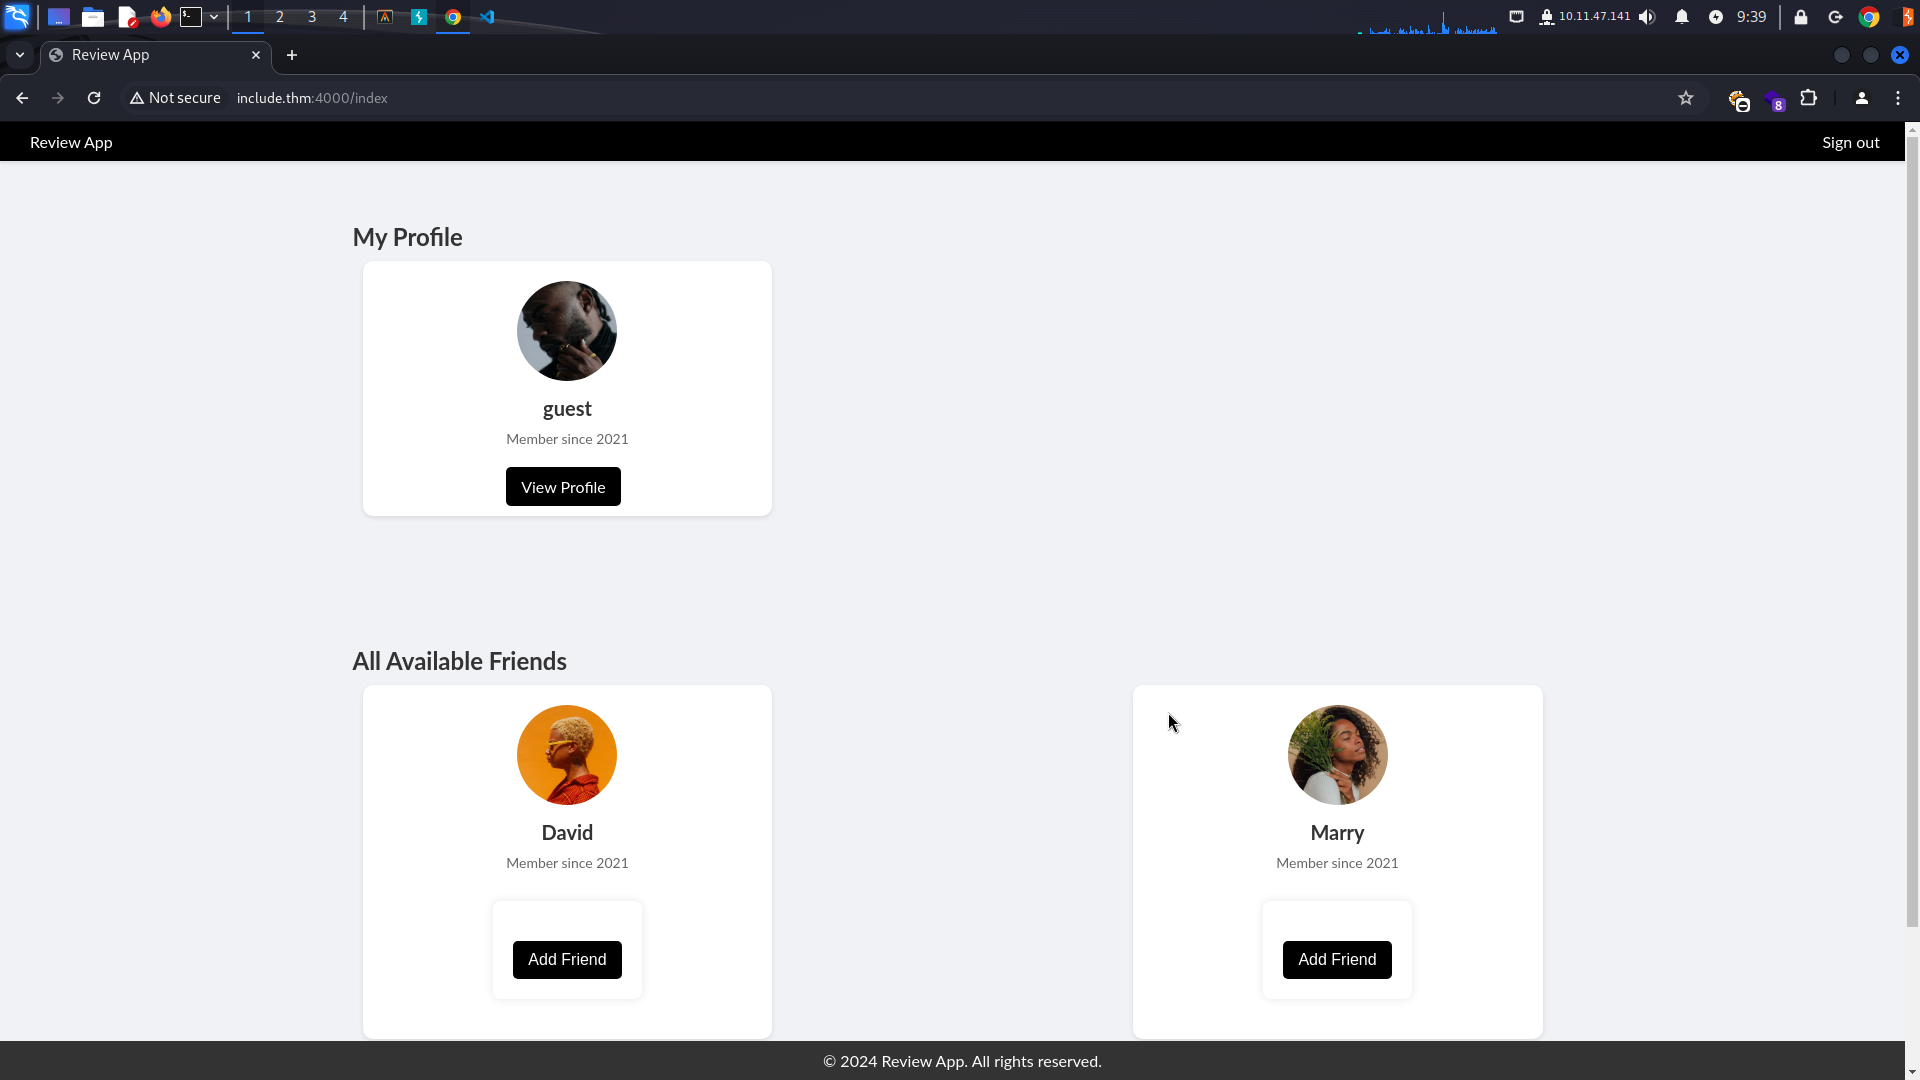 1 2 3 4
10.11.47.141
9:39
Review App
Not secure
include.thm:4000/index
8
Review App
Sign out
My Profile
guest
Member since 2021
View Profile
All Available Friends
David
Marry
Member since 2021
Member since 2021
Add Friend
Add Friend
© 2024 Review App. All rights reserved.